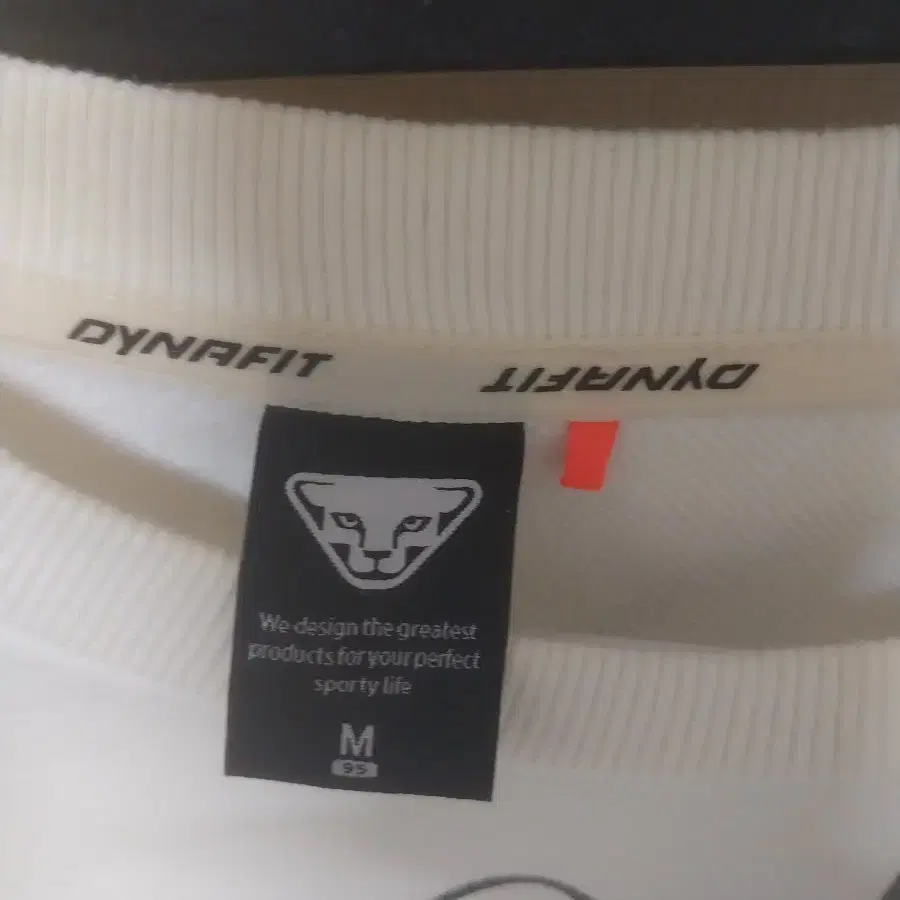 DYNAFIT
DYNAFIT
We design the greatest
products for your perfect
sporty life
M
95